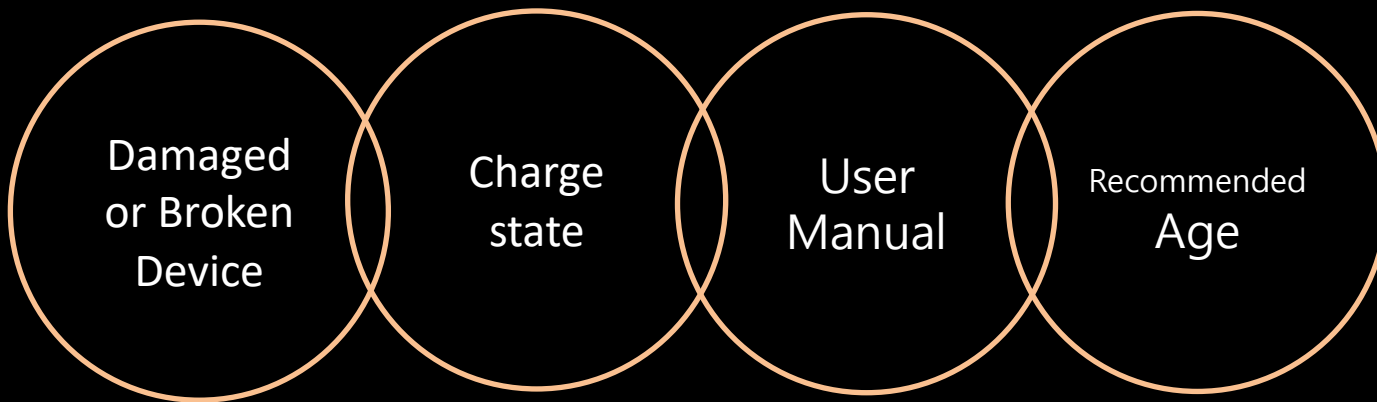 Damaged
or Broken
Device
Charge
state
User
Manual
Recommended
Age